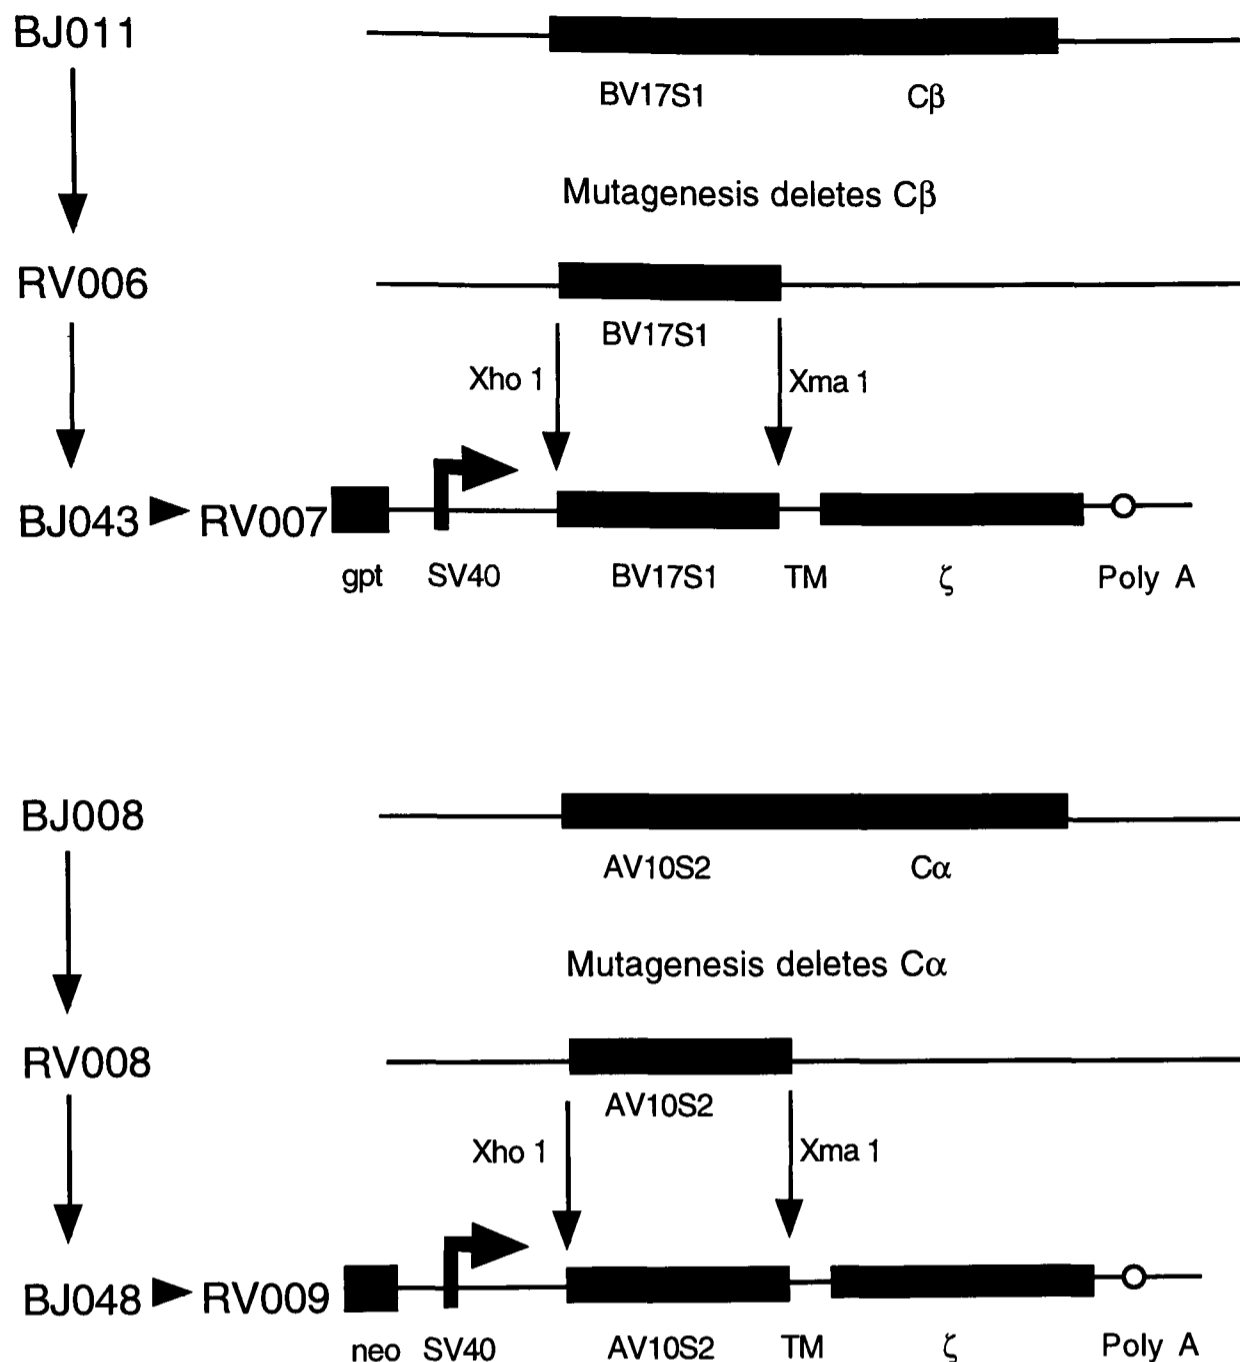 BJ011
BV17S1 Cβ
Mutagenesis deletes Cβ
RV006
BV17S1
Xho 1 Xma 1
BJ043 RV007
gpt SV40 BV17S1 TM ζ Poly A
BJ008
AV10S2 Cα
Mutagenesis deletes Cα
RV008
AV10S2
Xho 1 Xma 1
BJ048 RV009
neo SV40 AV10S2 TM ζ Poly A